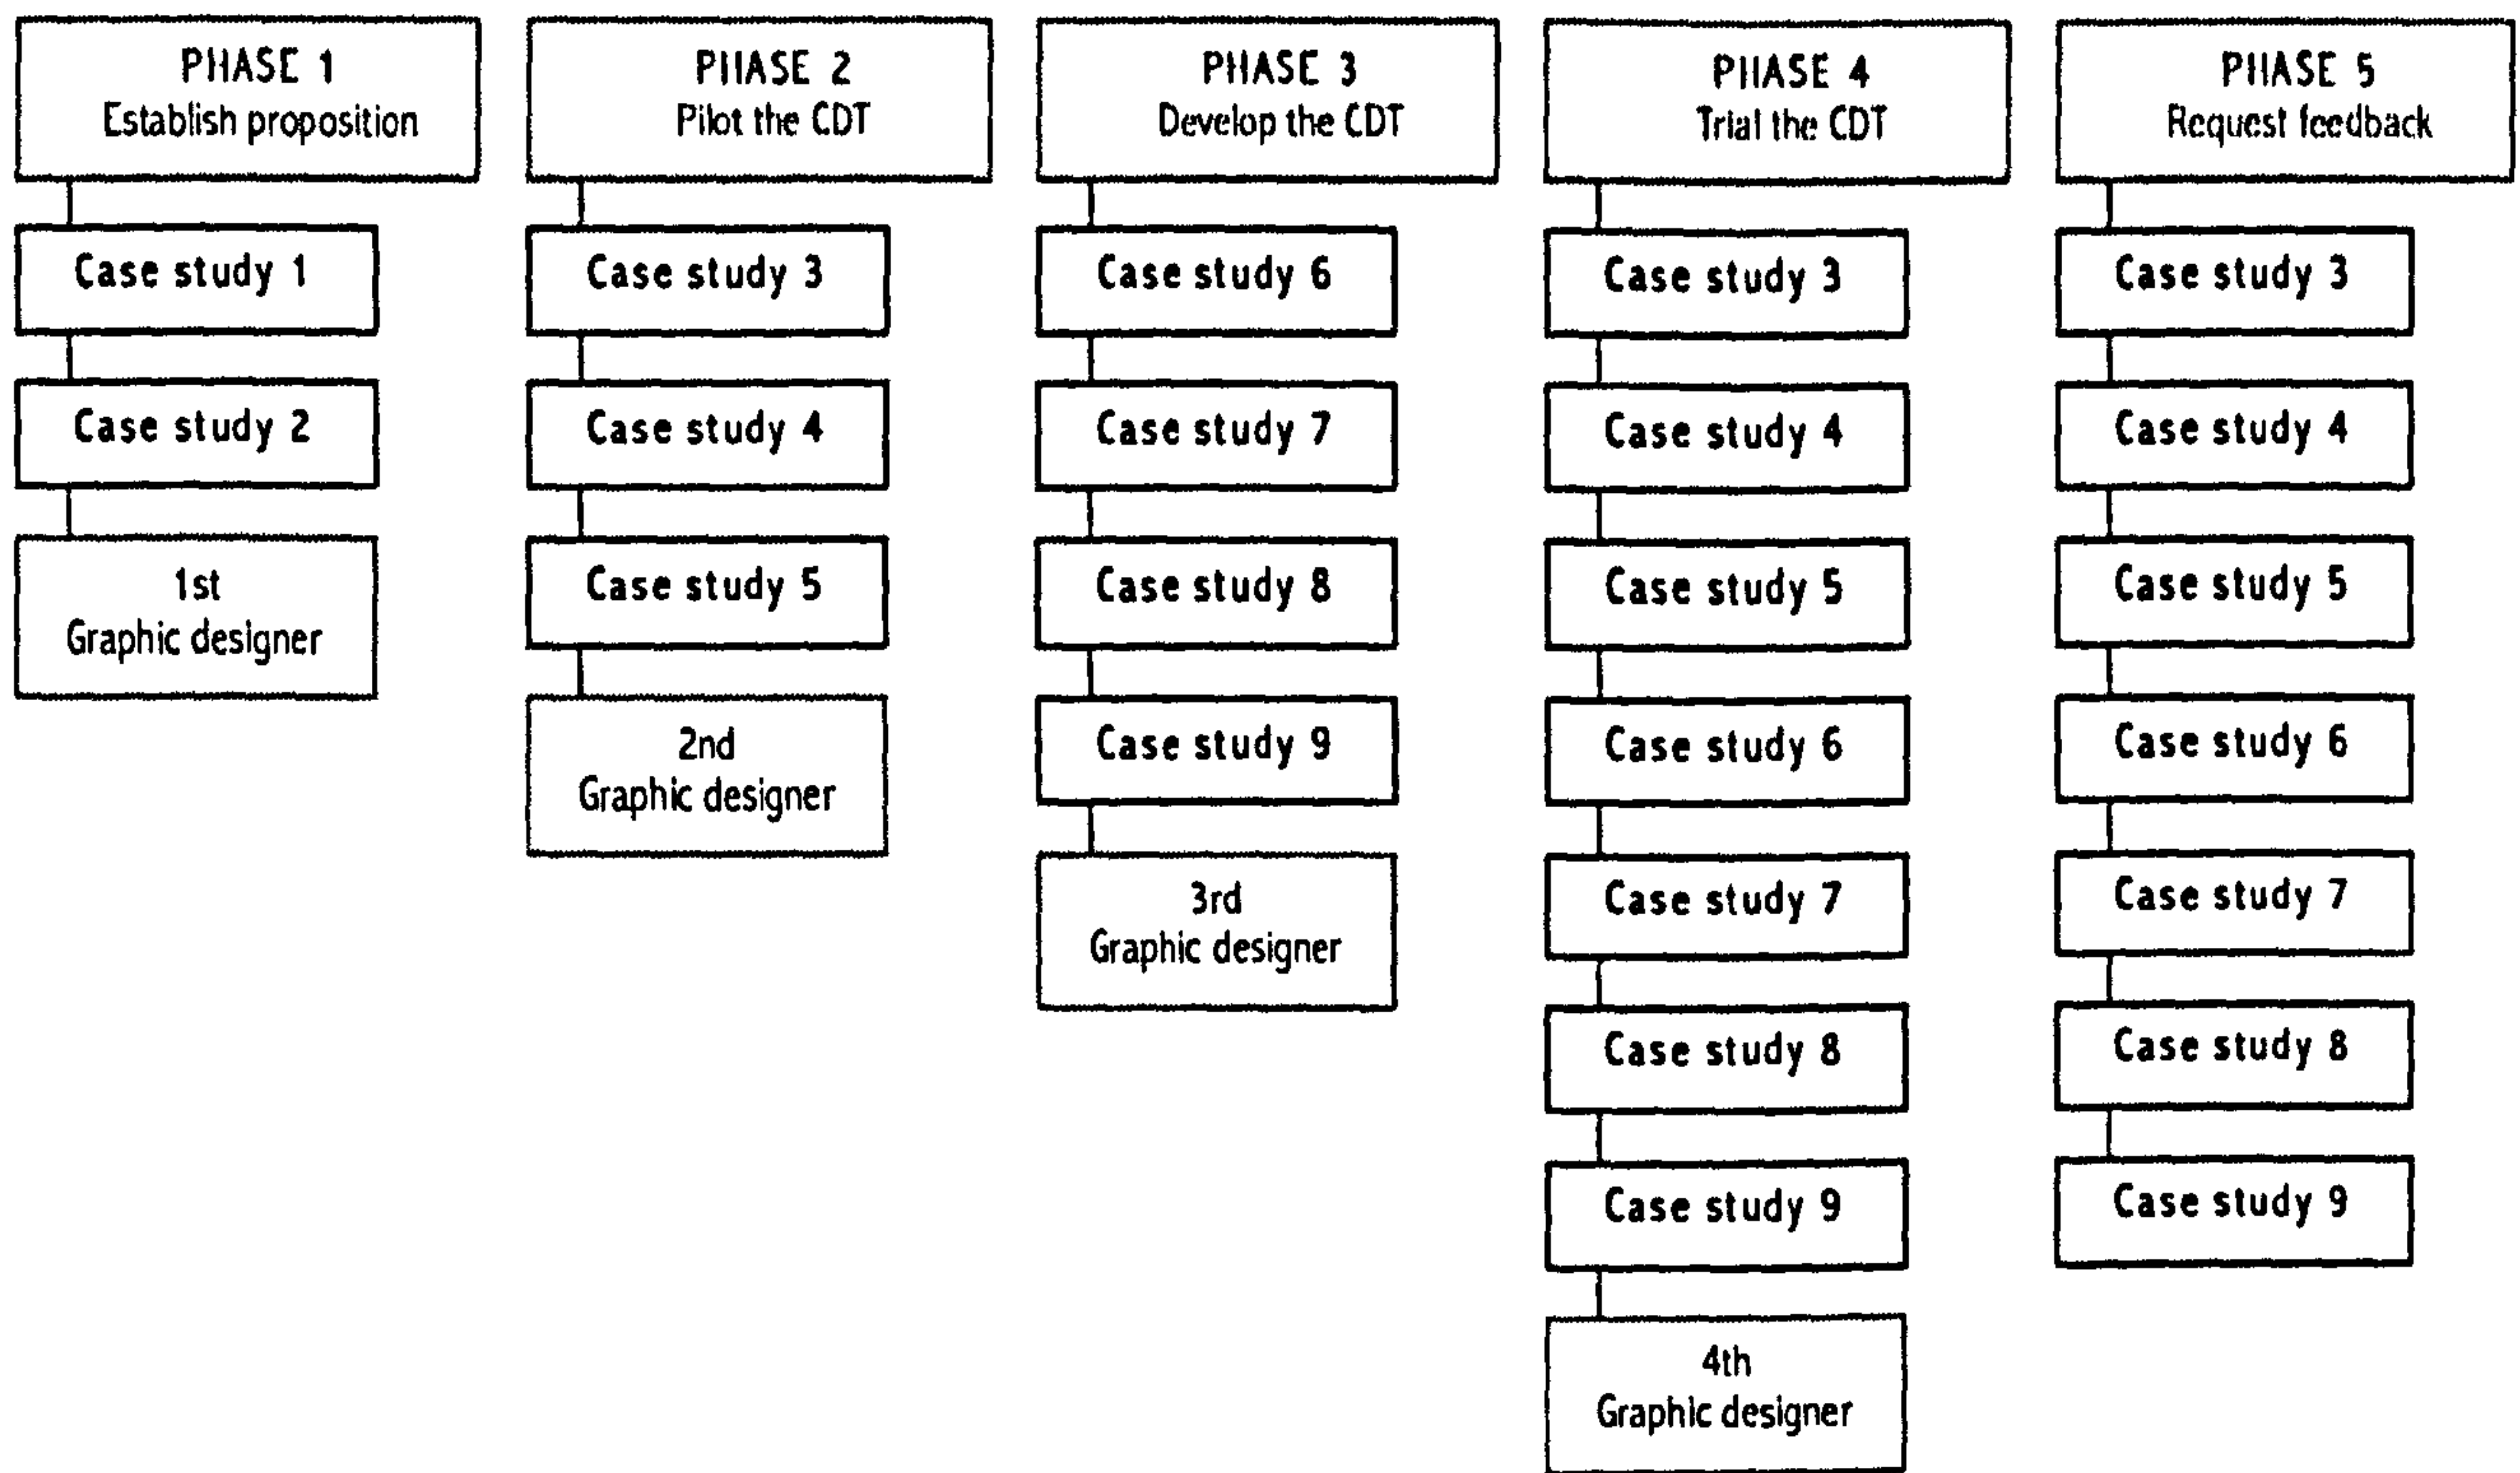 PHASE 1
Establish proposition
Case study 1
Case study 2
1st
Graphic designer
PHASE 2
Pilot the CDT
Case study 3
Case study 4
Case study 5
2nd
Graphic designer
PHASE 3
Develop the CDT
Case study 6
Case study 7
Case study 8
Case study 9
3rd
Graphic designer
PHASE 4
Trial the CDT
Case study 3
Case study 4
Case study 5
Case study 6
Case study 7
Case study 8
Case study 9
4th
Graphic designer
PHASE 5
Request feedback
Case study 3
Case study 4
Case study 5
Case study 6
Case study 7
Case study 8
Case study 9